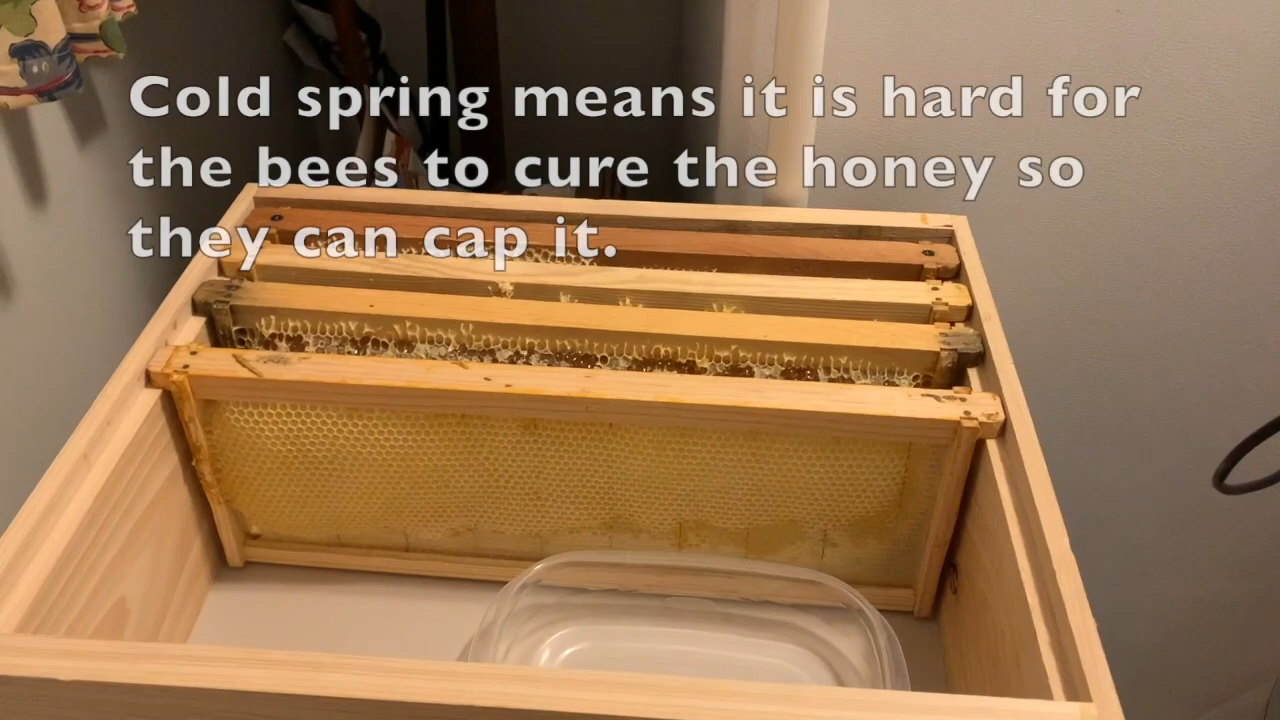 Cold spring means it is hard for
the bees to cure the honey so
they can cap it.